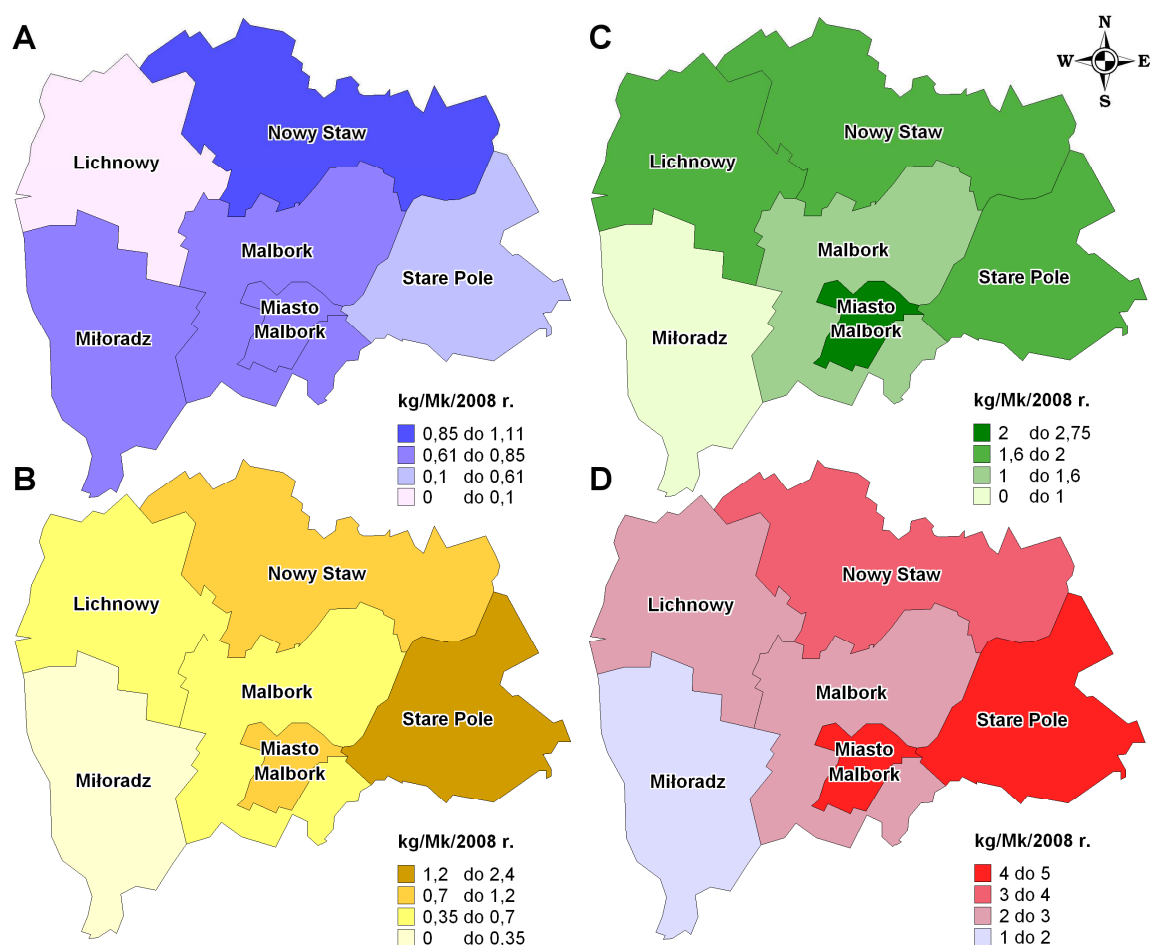 A
Lichnowy
Nowy Staw
Malbork
Stare Pole
Miasto
Malbork
Miłoradz
kg/Mk/2008 r.
0,85 do 1,11
0,61 do 0,85
0,1 do 0,61
0 do 0,1
C
N
W E
S
Nowy Staw
Lichnowy
Malbork
Stare Pole
Miasto
Malbork
Miłoradz
kg/Mk/2008 r.
2 do 2,75
1,6 do 2
1 do 1,6
0 do 1
B
Nowy Staw
Lichnowy
Malbork
Stare Pole
Miasto
Malbork
Miłoradz
kg/Mk/2008 r.
1,2 do 2,4
0,7 do 1,2
0,35 do 0,7
0 do 0,35
D
Nowy Staw
Lichnowy
Malbork
Stare Pole
Miasto
Malbork
Miłoradz
kg/Mk/2008 r.
4 do 5
3 do 4
2 do 3
1 do 2